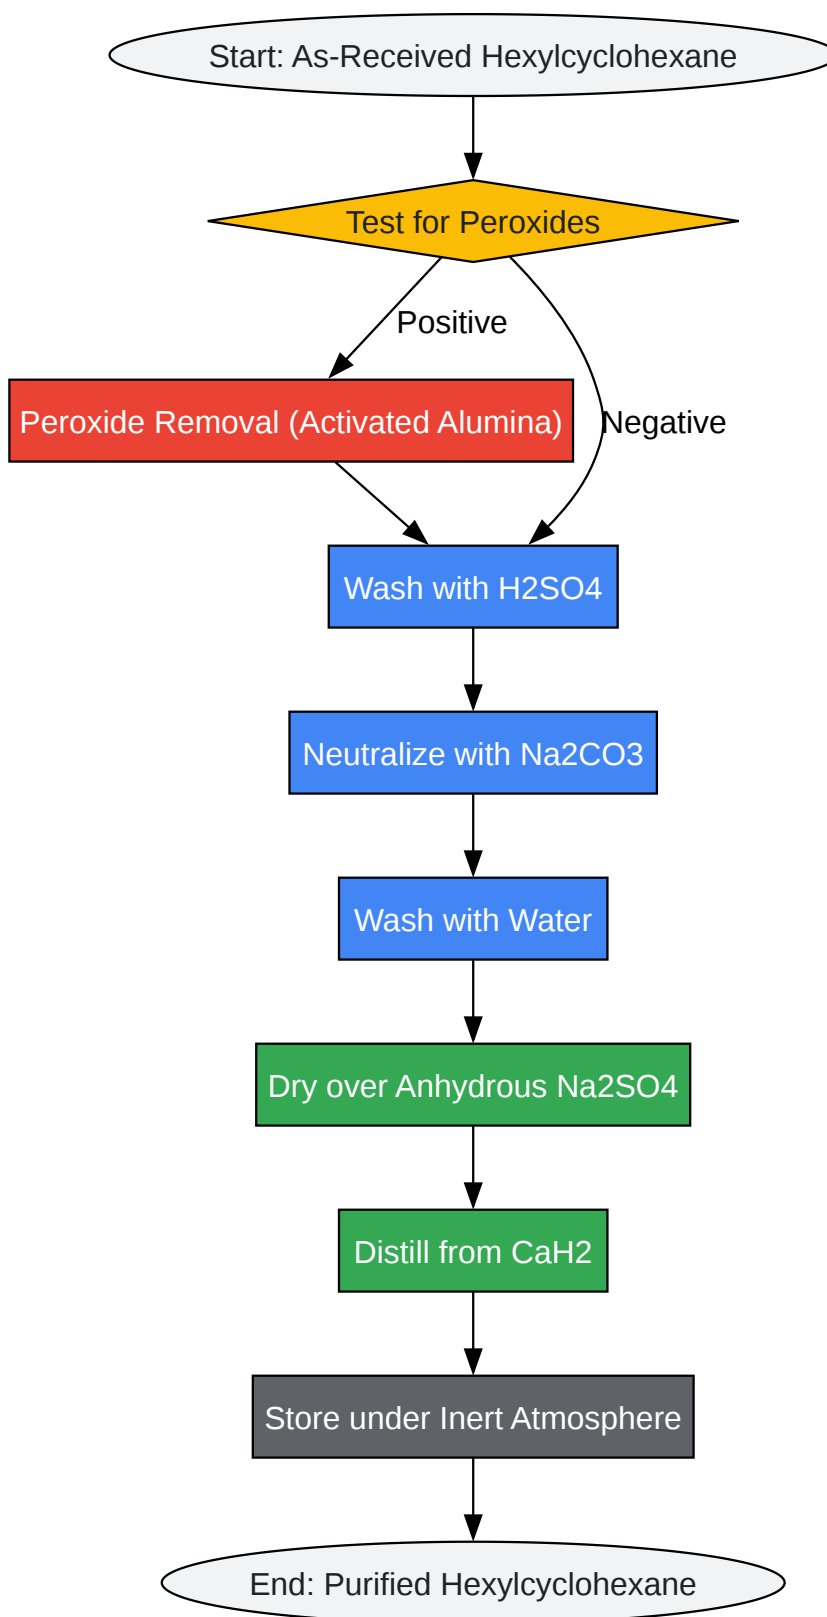 Start: As-Received Hexylcyclohexane
Test for Peroxides
Positive
Peroxide Removal (Activated Alumina)
Negative
Wash with H2SO4
Neutralize with Na2CO3
Wash with Water
Dry over Anhydrous Na2SO4
Distill from CaH2
Store under Inert Atmosphere
End: Purified Hexylcyclohexane